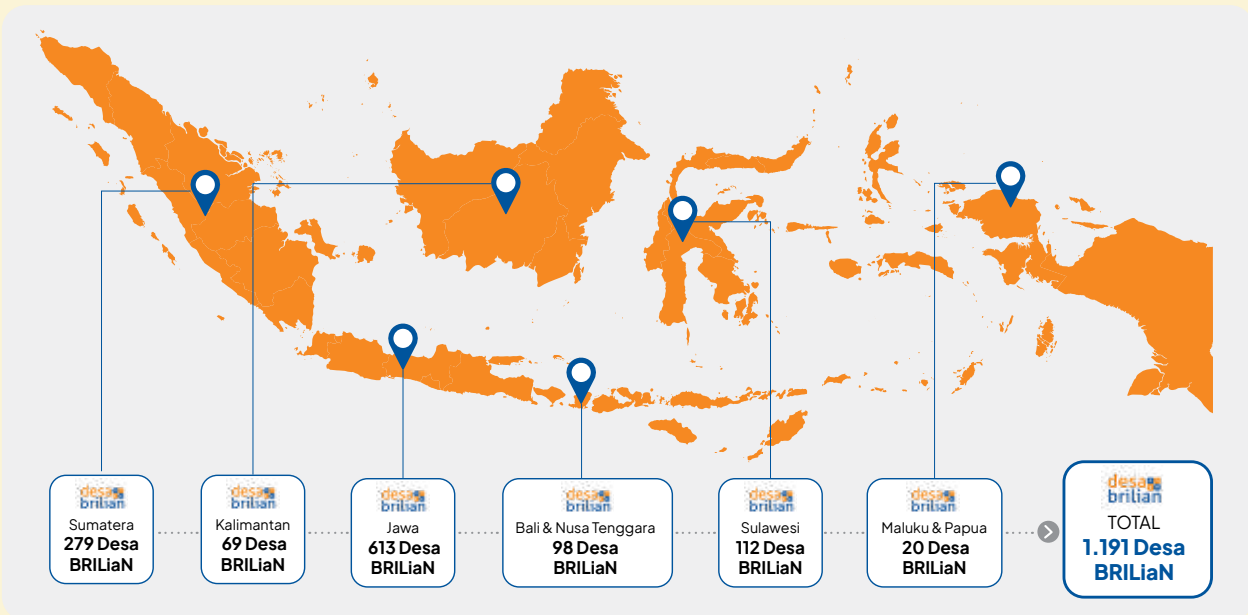 desa
brilian
Sumatera
279 Desa
BRILiaN
desa
brilian
Kalimantan
69 Desa
BRILiaN
desa
brilian
Jawa
613 Desa
BRILiaN
desa
brilian
Bali & Nusa Tenggara
98 Desa
BRILiaN
desa
brilian
Sulawesi
112 Desa
BRILiaN
desa
brilian
Maluku & Papua
20 Desa
BRILiaN
desa
brilian
TOTAL
1.191 Desa
BRILiaN